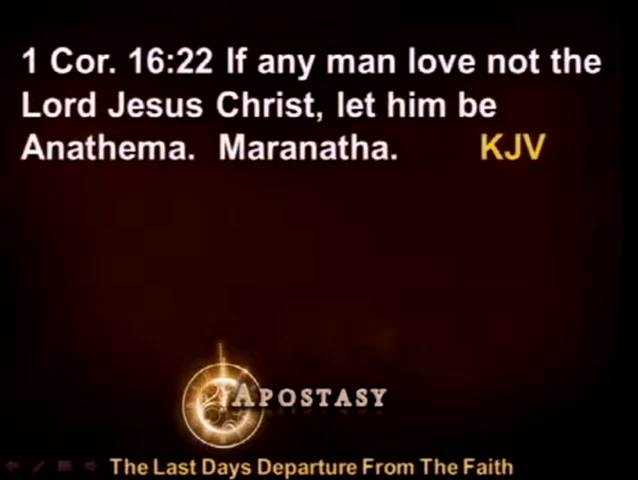 1 Cor. 16:22 If any man love not the
Lord Jesus Christ, let him be
Anathema. Maranatha. KJV
APOSTASY
The Last Days Departure From The Faith